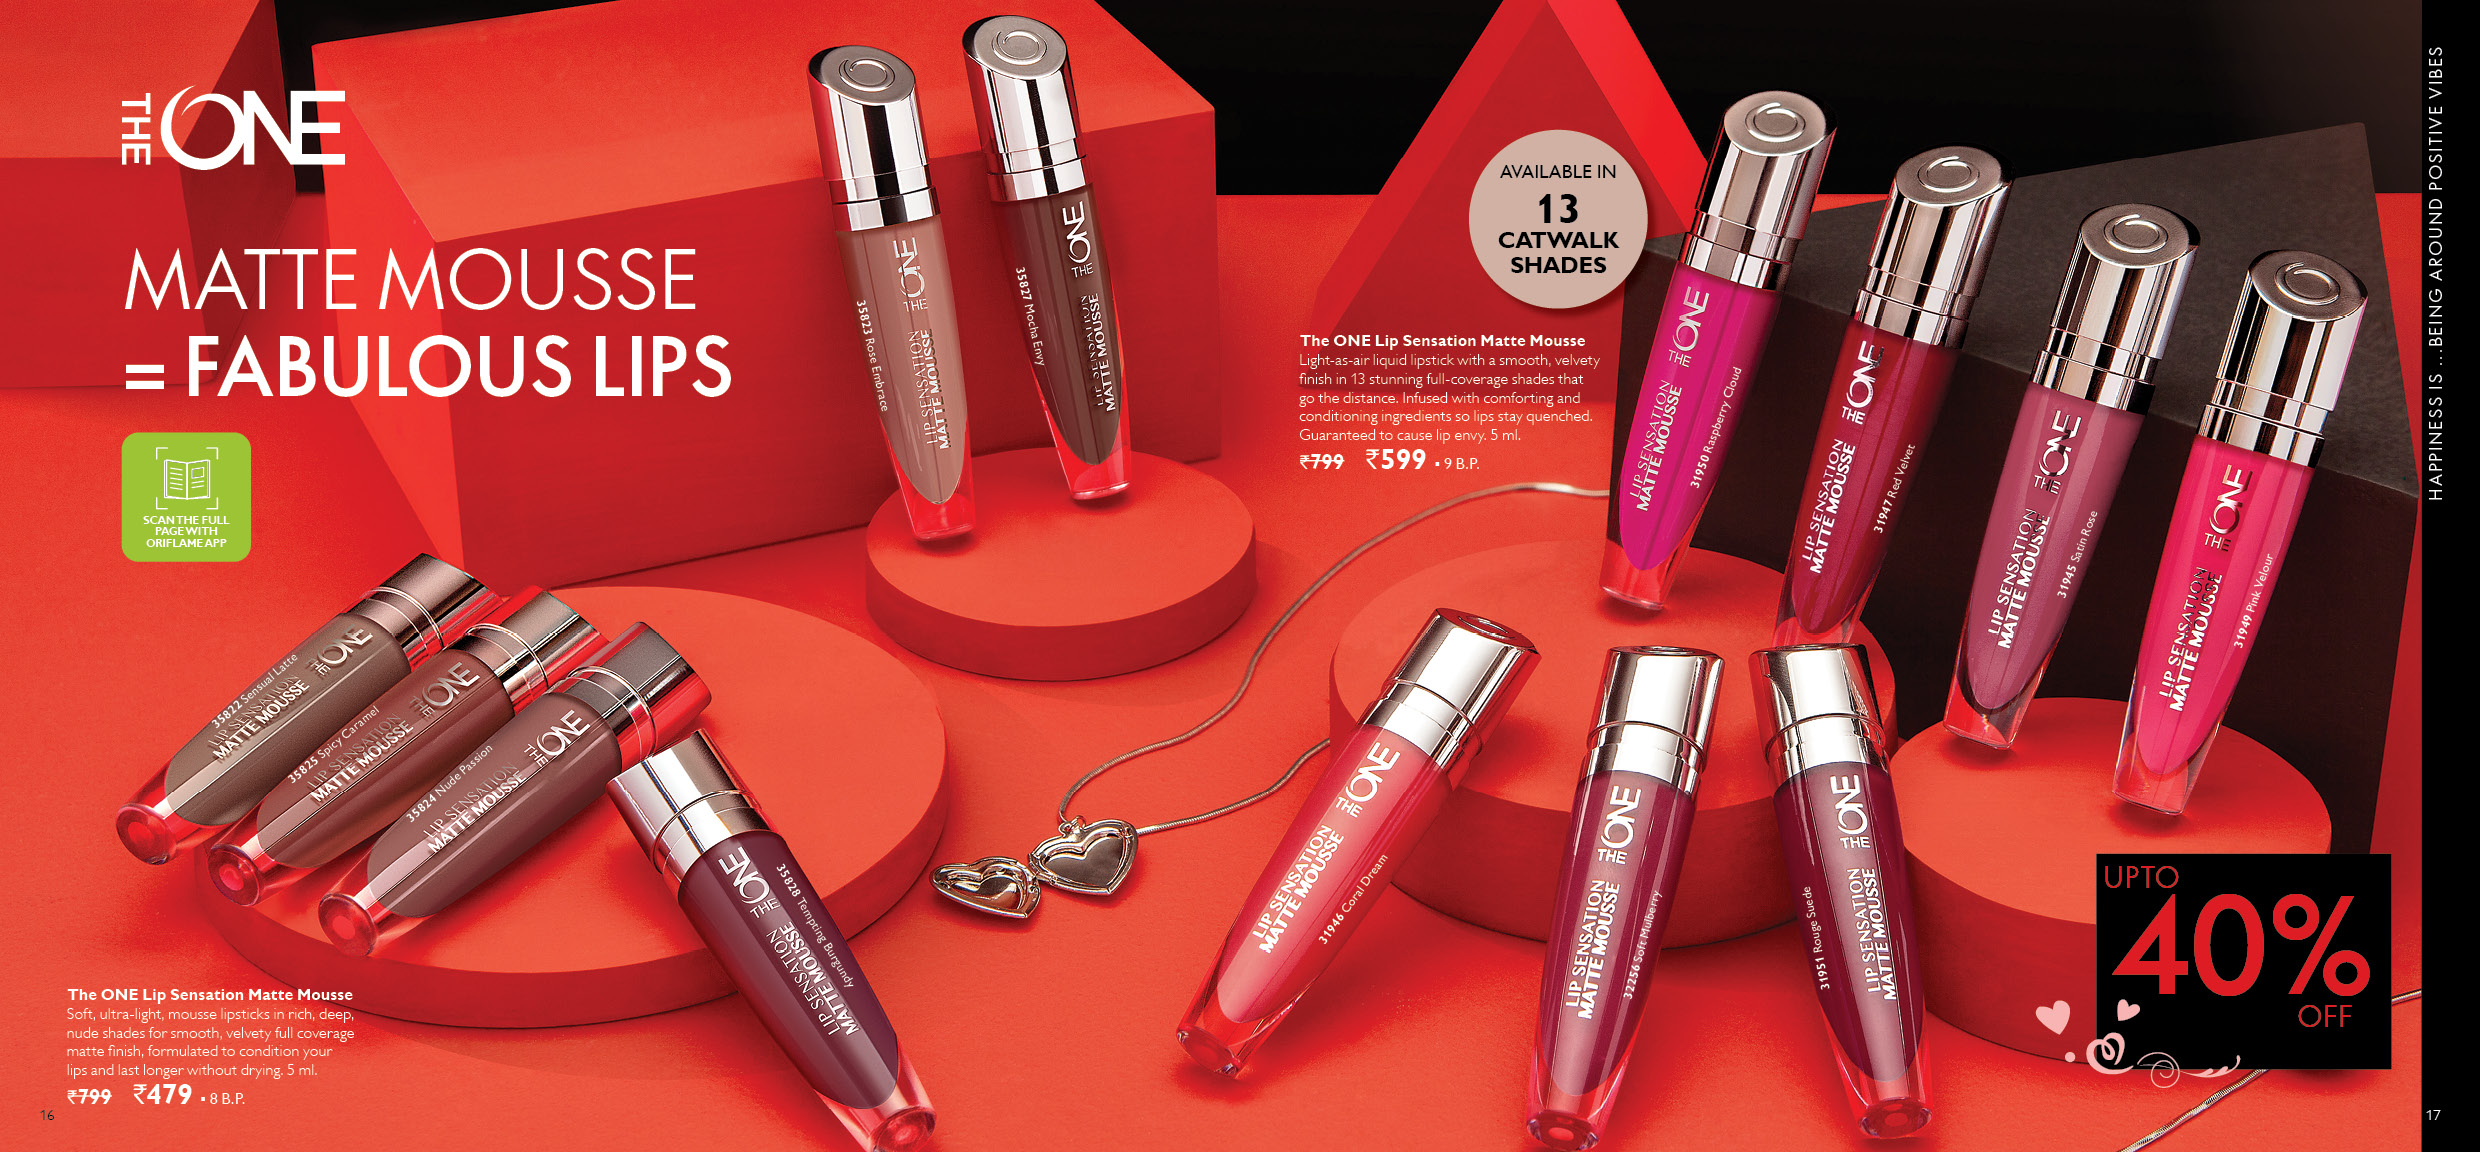 THE ONE
MATTE MOUSSE
= FABULOUS LIPS
SCAN THE FULL
PAGE WITH
ORIFLAME APP
35823 Rose Embrace
THE ONE
LIP SENSATION
MATTE MOUSSE
35827 Mocha Envy
THE ONE
LIP SENSATION
MATTE MOUSSE
35822 Sensual Latte
LIP SENSATION
MATTE MOUSSE
THE ONE
35825 Spicy Caramel
LIP SENSATION
MATTE MOUSSE
THE ONE
35824 Nude Passion
LIP SENSATION
MATTE MOUSSE
THE ONE
35828 Tempting Burgundy
THE ONE
LIP SENSATION
MATTE MOUSSE
The ONE Lip Sensation Matte Mousse
Soft, ultra-light, mousse lipsticks in rich, deep,
nude shades for smooth, velvety full coverage
matte finish, formulated to condition your
lips and last longer without drying. 5 ml.
₹799 ₹479 • 8 B.P.
16
AVAILABLE IN
13
CATWALK
SHADES
The ONE Lip Sensation Matte Mousse
Light-as-air liquid lipstick with a smooth, velvety
finish in 13 stunning full-coverage shades that
go the distance. Infused with comforting and
conditioning ingredients so lips stay quenched.
Guaranteed to cause lip envy. 5 ml.
₹799 ₹599 • 9 B.P.
THE ONE
LIP SENSATION
MATTE MOUSSE
31950 Raspberry Cloud
THE ONE
LIP SENSATION
MATTE MOUSSE
31947 Red Velvet
THE ONE
LIP SENSATION
MATTE MOUSSE
31945 Satin Rose
THE ONE
LIP SENSATION
MATTE MOUSSE
31949 Pink Velour
THE ONE
LIP SENSATION
MATTE MOUSSE
31946 Coral Dream
THE ONE
LIP SENSATION
MATTE MOUSSE
32256 Soft Mulberry
THE ONE
LIP SENSATION
MATTE MOUSSE
31951 Rouge Suede
UPTO
40%
OFF
HAPPINESS IS ...BEING AROUND POSITIVE VIBES
17